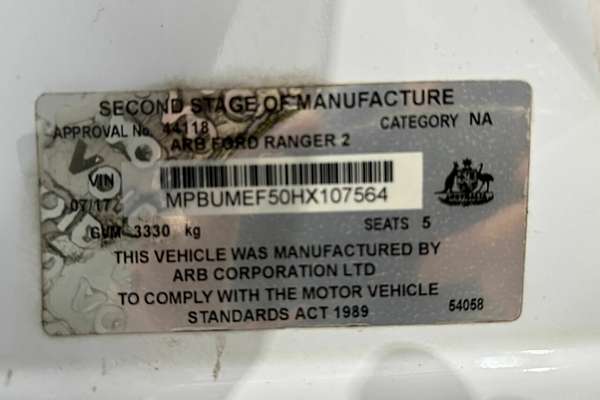 SECOND STAGE OF MANUFACTURE
APPROVAL No. 44118 CATEGORY NA
ARB FORD RANGER 2
VIN MPBUMEF50HX107564
07/17
GVM 3330 kg SEATS 5
THIS VEHICLE WAS MANUFACTURED BY
ARB CORPORATION LTD
TO COMPLY WITH THE MOTOR VEHICLE
STANDARDS ACT 1989 54058